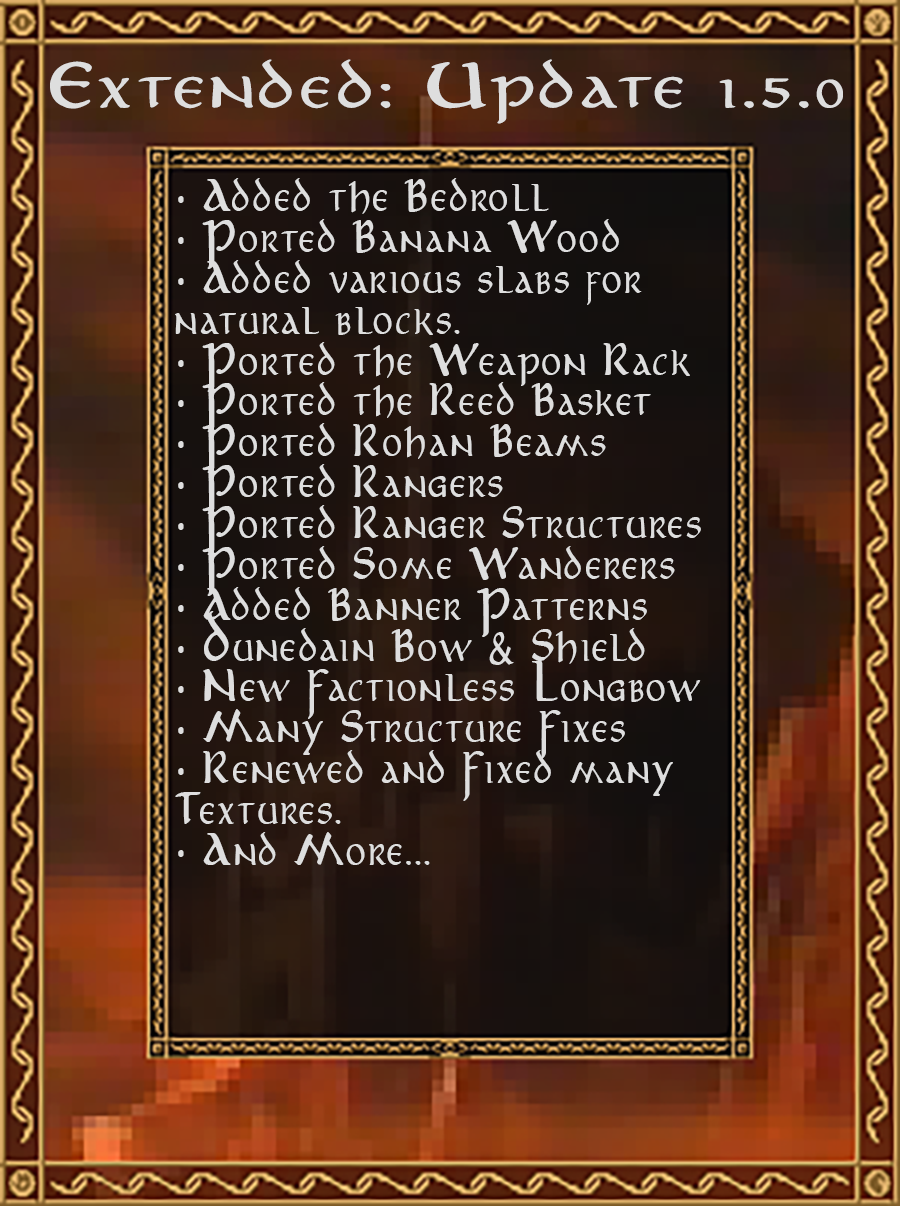 Extended: Update 1.5.0
· Added the Bedroll
· Ported Banana Wood
· Added various slabs for
natural blocks.
· Ported the Weapon Rack
· Ported the Reed Basket
· Ported Rohan Beams
· Ported Rangers
· Ported Ranger Structures
· Ported Some Wanderers
· Added Banner Patterns
· Dunedain Bow & Shield
· New Factionless Longbow
· Many Structure Fixes
· Renewed and Fixed many
Textures.
· And More...